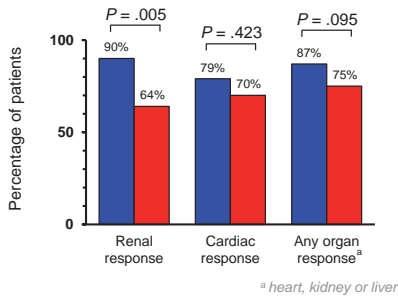 P = .005
P = .423
P = .095
Percentage of patients
100
50
0
90%
64%
79%
70%
87%
75%
Renal
response
Cardiac
response
Any organ
responseᵃ
ᵃ heart, kidney or liver